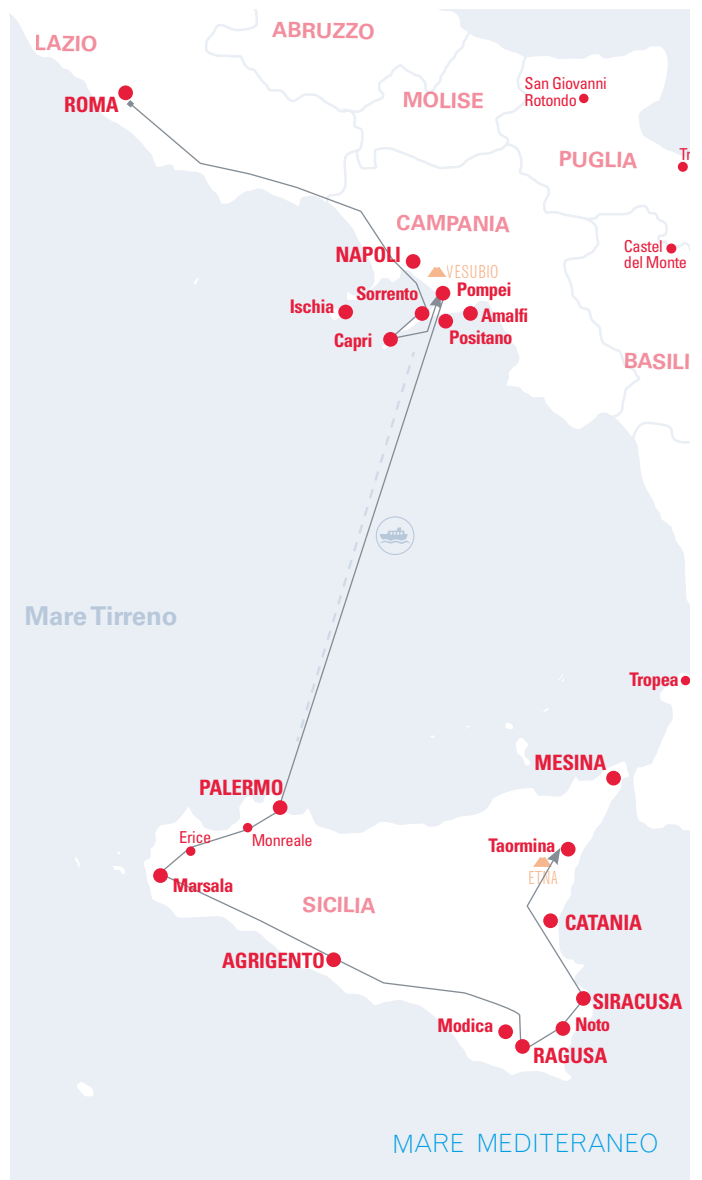 ABRUZZO
LAZIO
San Giovanni
Rotondo
MOLISE
ROMA
PUGLIA
Tr
CAMPANIA
NAPOLI
Castel
del Monte
VESUBIO
Sorrento
Pompei
Ischia
Amalfi
Capri
Positano
BASILI
Mare Tirreno
Tropea
MESINA
PALERMO
Erice
Monreale
Taormina
ETNA
Marsala
SICILIA
CATANIA
AGRIGENTO
SIRACUSA
Modica
Noto
RAGUSA
MARE MEDITERANEO